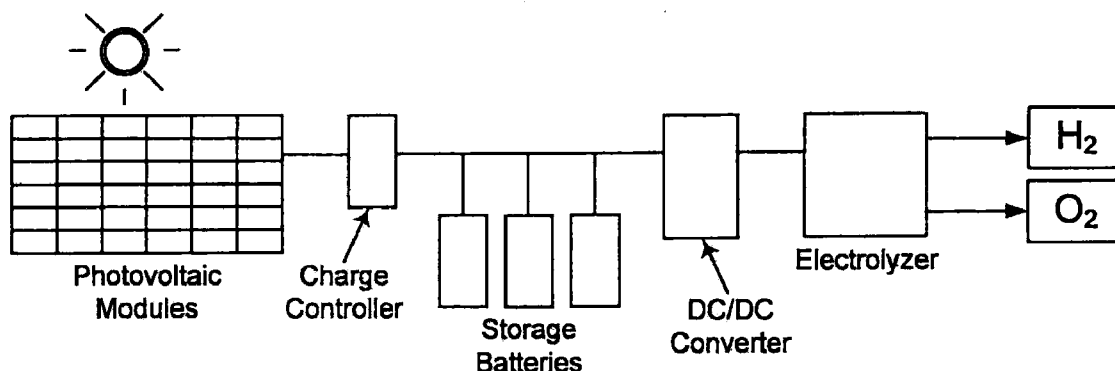 Photovoltaic
Modules
Charge
Controller
Storage
Batteries
DC/DC
Converter
Electrolyzer
H₂
O₂